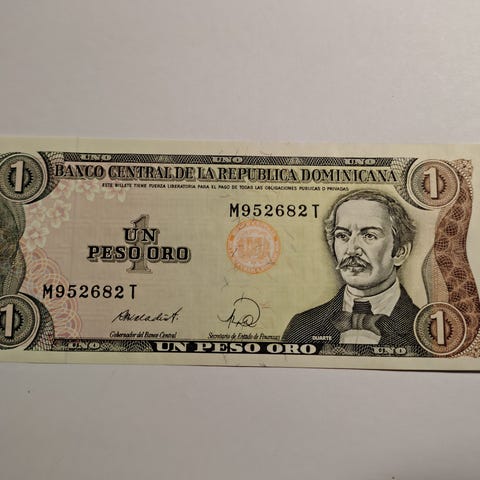 1 UNO UNO UNO 1
BANCO CENTRAL DE LA REPUBLICA DOMINICANA
ESTE BILLETE TIENE FUERZA LIBERATORIA PARA EL PAGO DE TODAS LAS OBLIGACIONES PUBLICAS O PRIVADAS
M952682T
1
UN
PESO ORO
M952682T
Gobernador del Banco Central
Secretario de Estado de Finanzas
DUARTE
1 UNO UN PESO ORO UNO 1